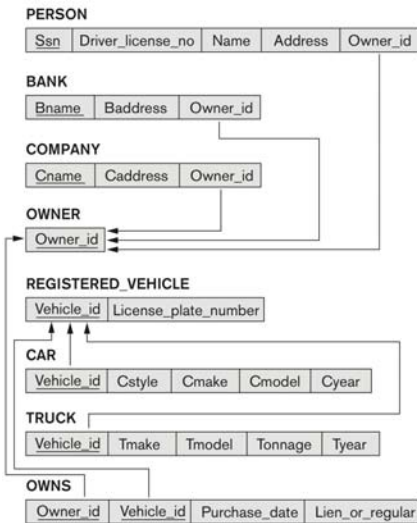 PERSON
Ssn Driver_license_no Name Address Owner_id
BANK
Bname Baddress Owner_id
COMPANY
Cname Caddress Owner_id
OWNER
Owner_id
REGISTERED_VEHICLE
Vehicle_id License_plate_number
CAR
Vehicle_id Cstyle Cmake Cmodel Cyear
TRUCK
Vehicle_id Tmake Tmodel Tonnage Tyear
OWNS
Owner_id Vehicle_id Purchase_date Lien_or_regular